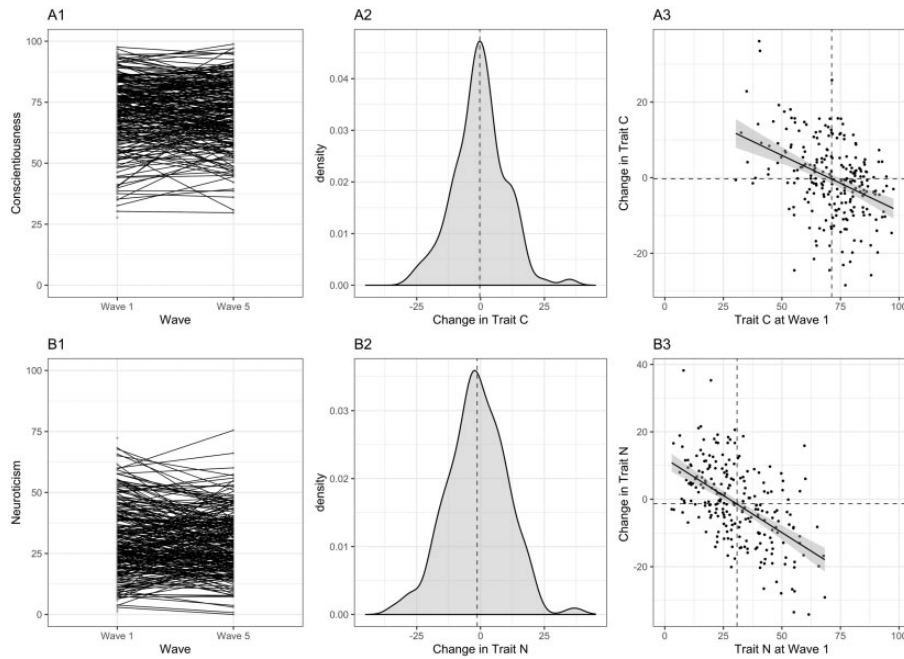 A1
100
75
50
25
0
Conscientiousness
Wave 1
Wave 5
Wave
A2
0.04
0.03
0.02
0.01
0.00
density
-25
0
25
Change in Trait C
A3
20
0
-20
Change in Trait C
0
25
50
75
100
Trait C at Wave 1
B1
100
75
50
25
0
Neuroticism
Wave 1
Wave 5
Wave
B2
0.03
0.02
0.01
0.00
density
-25
0
25
Change in Trait N
B3
40
20
0
-20
Change in Trait N
0
25
50
75
100
Trait N at Wave 1